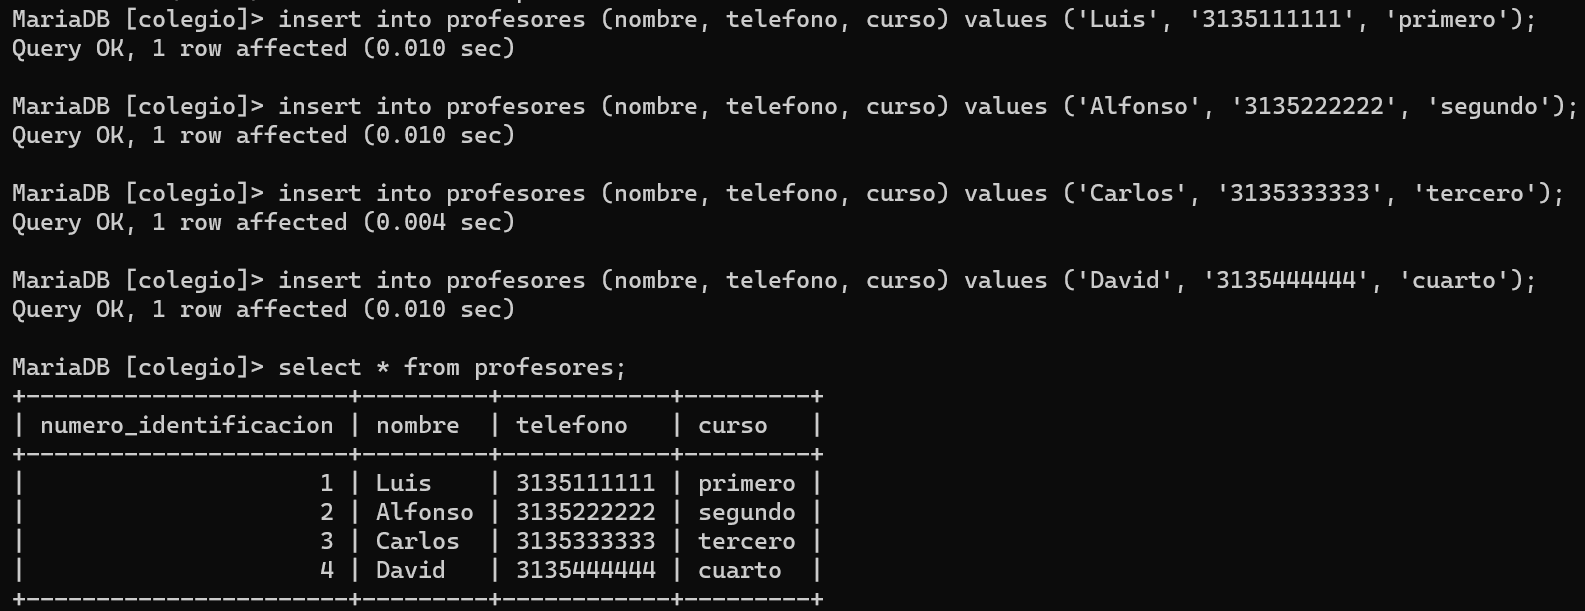 MariaDB [colegio]> insert into profesores (nombre, telefono, curso) values ('Luis', '3135111111', 'primero');
Query OK, 1 row affected (0.010 sec)

MariaDB [colegio]> insert into profesores (nombre, telefono, curso) values ('Alfonso', '3135222222', 'segundo');
Query OK, 1 row affected (0.010 sec)

MariaDB [colegio]> insert into profesores (nombre, telefono, curso) values ('Carlos', '3135333333', 'tercero');
Query OK, 1 row affected (0.004 sec)

MariaDB [colegio]> insert into profesores (nombre, telefono, curso) values ('David', '3135444444', 'cuarto');
Query OK, 1 row affected (0.010 sec)

MariaDB [colegio]> select * from profesores;
+-----------------------+---------+------------+---------+
| numero_identificacion | nombre  | telefono   | curso   |
+-----------------------+---------+------------+---------+
|                     1 | Luis    | 3135111111 | primero |
|                     2 | Alfonso | 3135222222 | segundo |
|                     3 | Carlos  | 3135333333 | tercero |
|                     4 | David   | 3135444444 | cuarto  |
+-----------------------+---------+------------+---------+